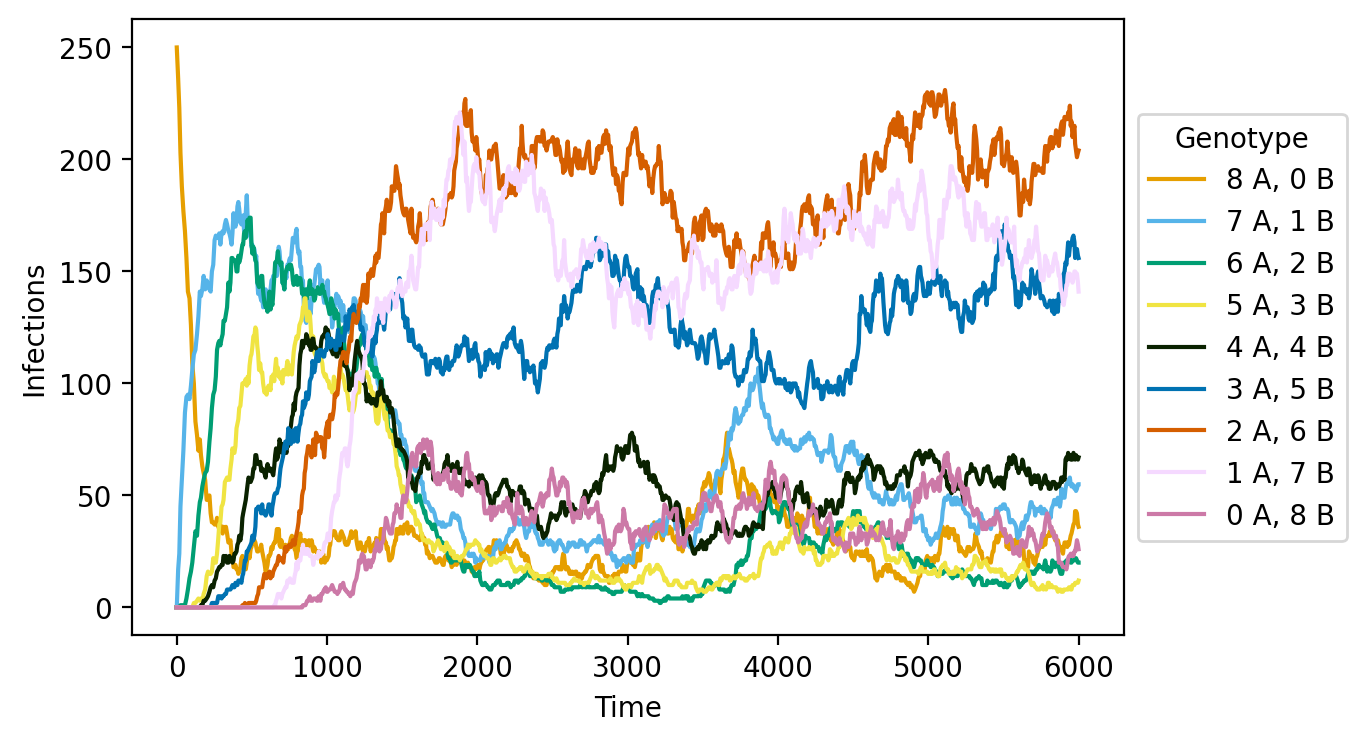 250
200
150
100
50
0
Infections
0 1000 2000 3000 4000 5000 6000
Time
Genotype
8 A, 0 B
7 A, 1 B
6 A, 2 B
5 A, 3 B
4 A, 4 B
3 A, 5 B
2 A, 6 B
1 A, 7 B
0 A, 8 B